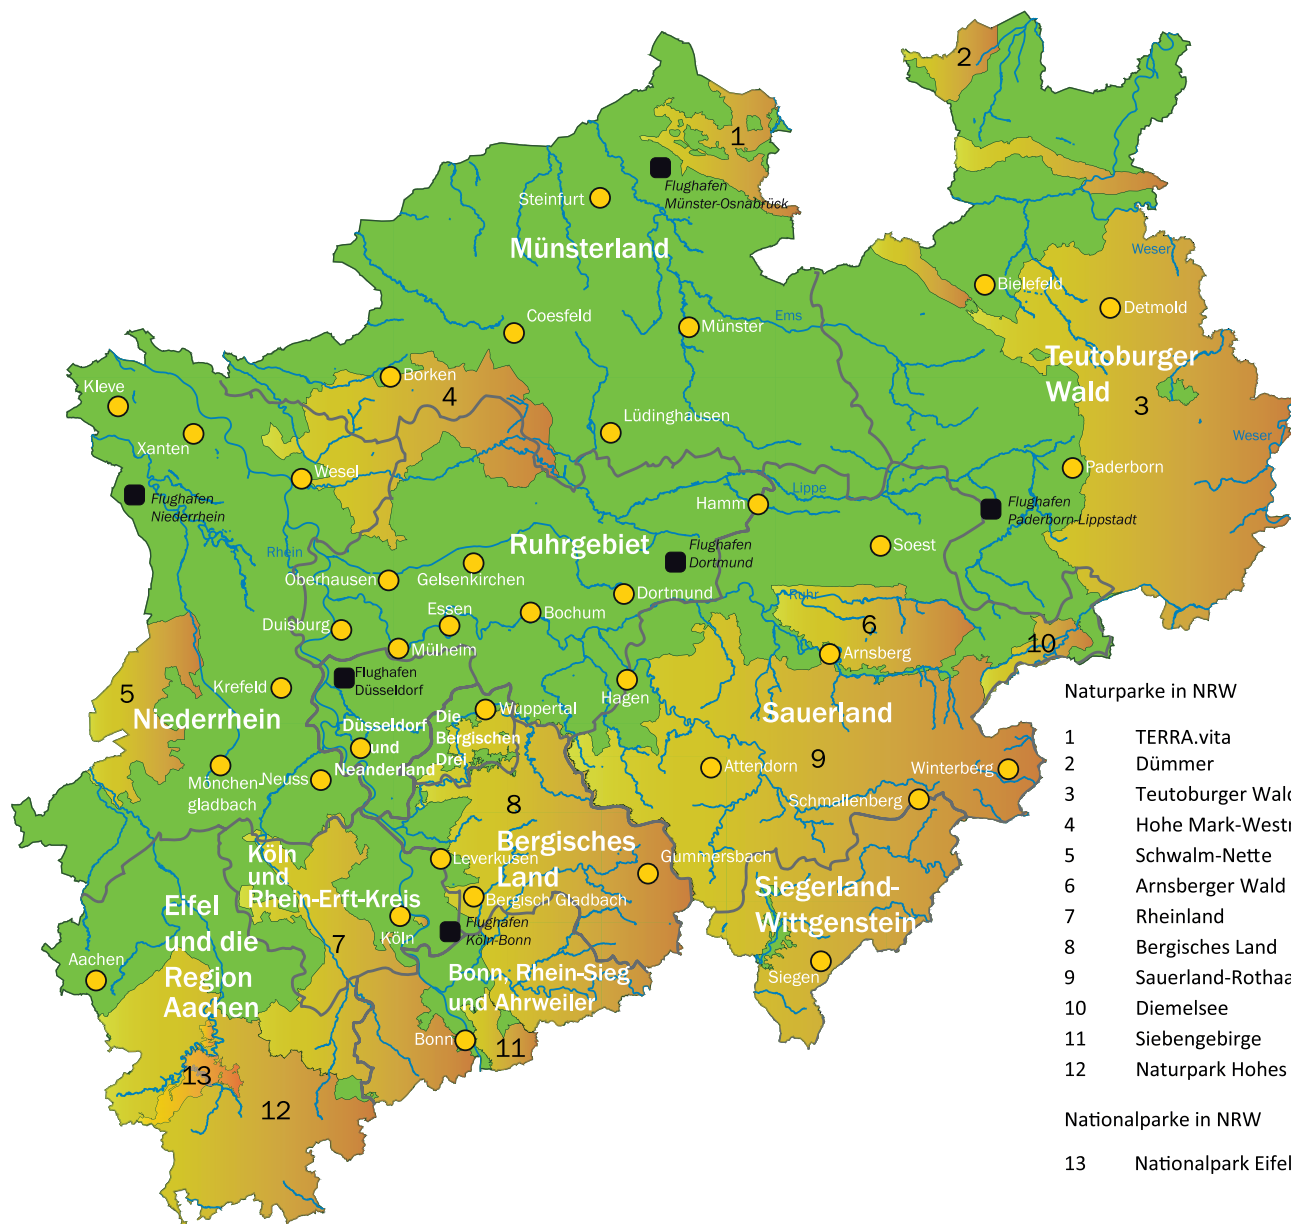 2
1
Flughafen
Münster-Osnabrück
Steinfurt
Münsterland
Weser
Bielefeld
Detmold
Coesfeld
Münster
Ems
Teutoburger
Wald
3
Kleve
Borken
4
Xanten
Lüdinghausen
Weser
Wesel
Paderborn
Flughafen
Niederrhein
Hamm
Lippe
Flughafen
Paderborn-Lippstadt
Rhein
Ruhrgebiet
Flughafen
Dortmund
Soest
Oberhausen
Gelsenkirchen
Dortmund
Ruhr
Essen
Bochum
Duisburg
6
Mülheim
Arnsberg
10
Flughafen
Düsseldorf
5
Krefeld
Hagen
Niederrhein
Sauerland
Wuppertal
Düsseldorf
und
Neanderland
Die
Bergischen
Drei
Mönchen-
gladbach
Neuss
Attendorn
9
Winterberg
Schmallenberg
8
Bergisches
Land
Köln
und
Rhein-Erft-Kreis
Leverkusen
Gummersbach
Siegerland-
Wittgenstein
Bergisch Gladbach
Eifel
und die
Region
Aachen
Köln
Flughafen
Köln-Bonn
7
Aachen
Bonn, Rhein-Sieg
und Ahrweiler
Siegen
Bonn
11
13
12
Naturparke in NRW
1 TERRA.vita
2 Dümmer
3 Teutoburger Wald
4 Hohe Mark-Westm
5 Schwalm-Nette
6 Arnsberger Wald
7 Rheinland
8 Bergisches Land
9 Sauerland-Rothaa
10 Diemelsee
11 Siebengebirge
12 Naturpark Hohes
Nationalparke in NRW
13 Nationalpark Eifel